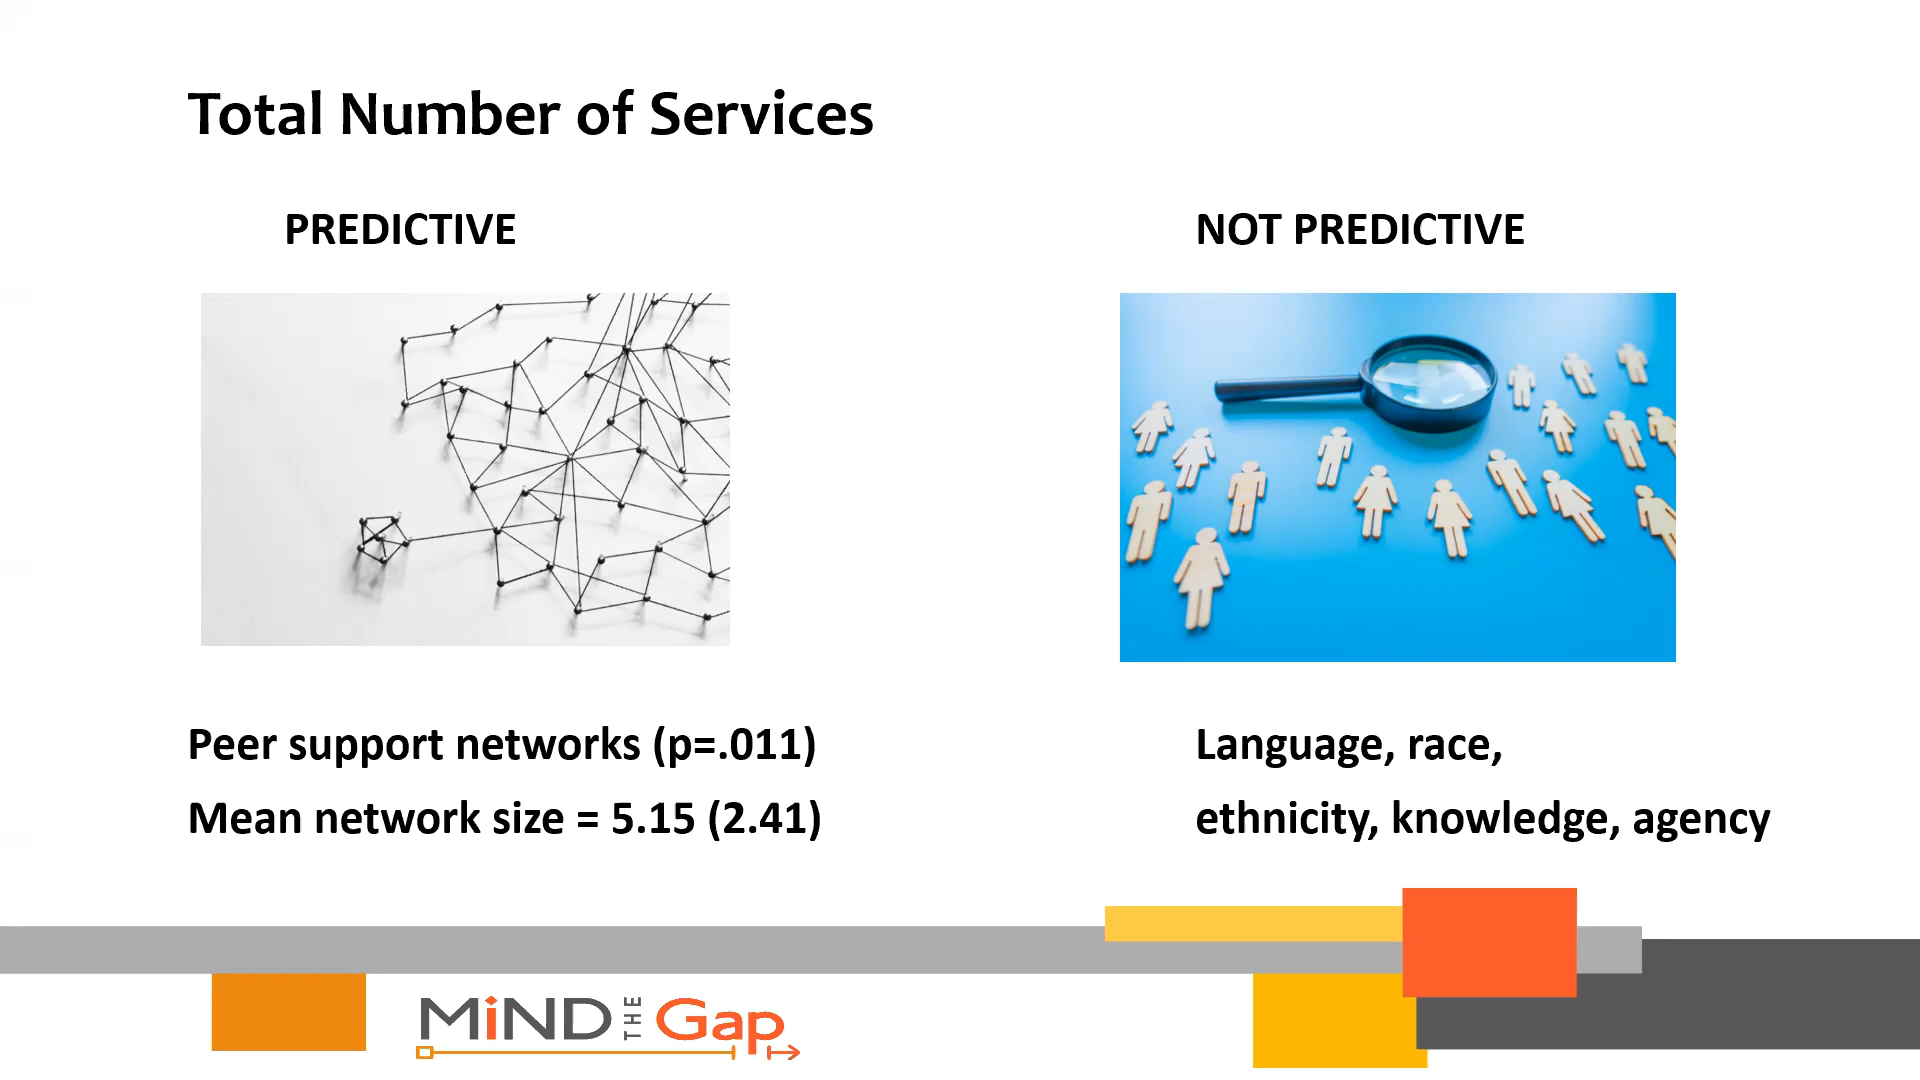 Total Number of Services
PREDICTIVE
NOT PREDICTIVE
Peer support networks (p=.011)
Mean network size = 5.15 (2.41)
Language, race,
ethnicity, knowledge, agency
MiND THE Gap